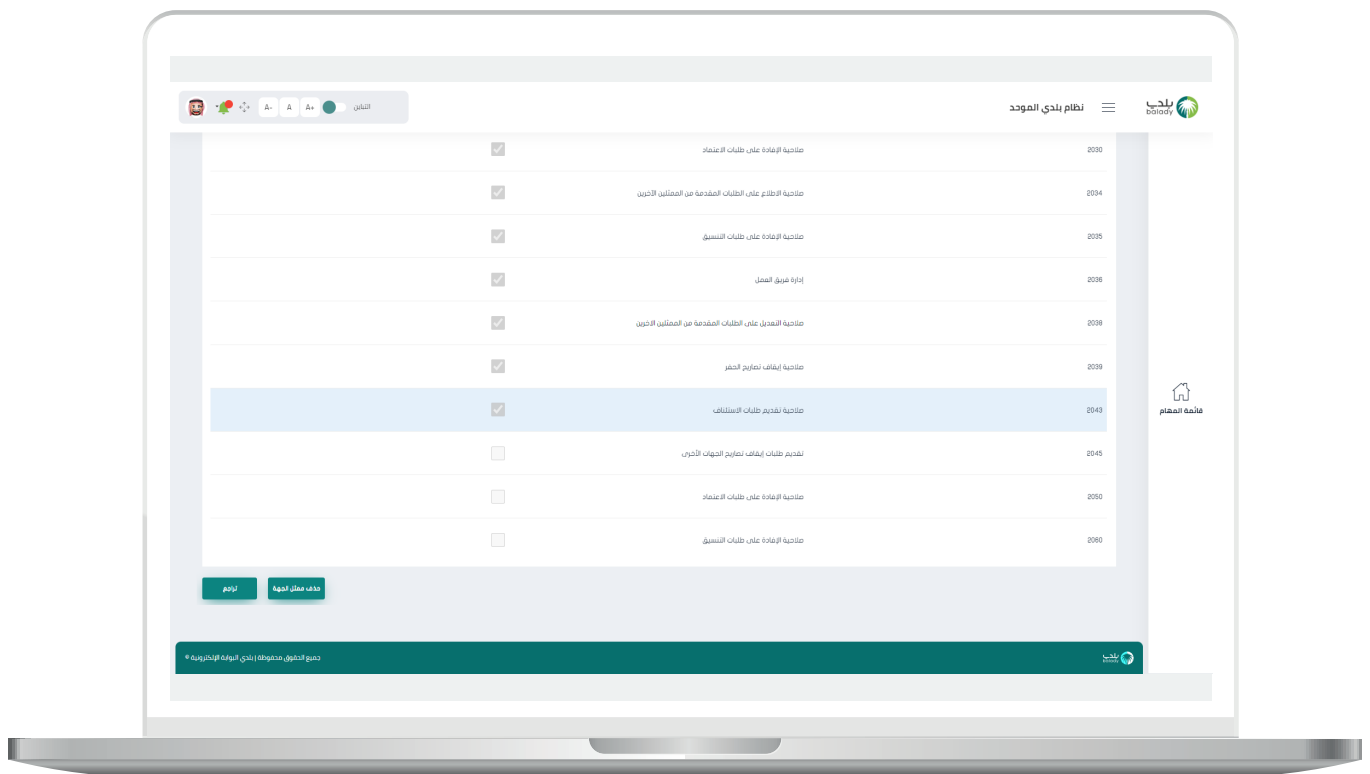 بلدي
balady
نظام بلدي الموحد
التباين
A+
A
A-
2030 صلاحية الإفادة على طلبات الاعتماد
2034 صلاحية الاطلاع على الطلبات المقدمة من الممثلين الآخرين
2035 صلاحية الإفادة على طلبات التنسيق
2036 إدارة فريق العمل
2038 صلاحية التعديل على الطلبات المقدمة من الممثلين الاخرين
2039 صلاحية إيقاف تصاريح الحفر
2043 صلاحية تقديم طلبات الاستئناف
2045 تقديم طلبات إيقاف تصاريح الجهات الأخرى
2050 صلاحية الإفادة على طلبات الاعتماد
2060 صلاحية الإفادة على طلبات التنسيق
قائمة المهام
حذف ممثل الجهة
تراجع
بلدي
balady
جميع الحقوق محفوظة | بلدي البوابة الإلكترونية ©